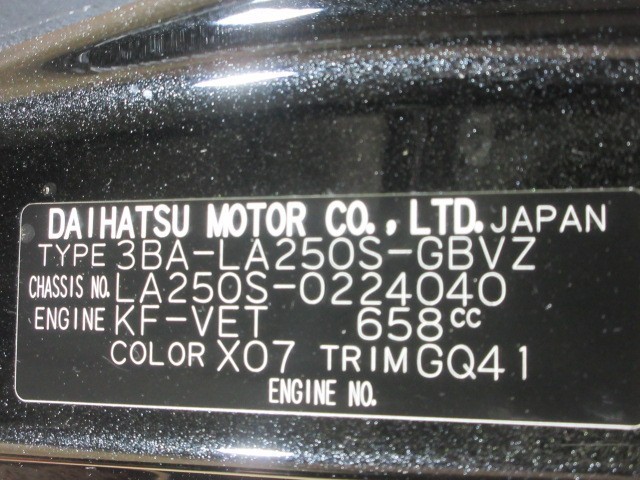 DAIHATSU MOTOR CO., LTD. JAPAN
TYPE 3BA-LA250S-GBVZ
CHASSIS NO. LA250S-0224040
ENGINE KF-VET 658cc
COLOR X07 TRIM GQ41
ENGINE NO.